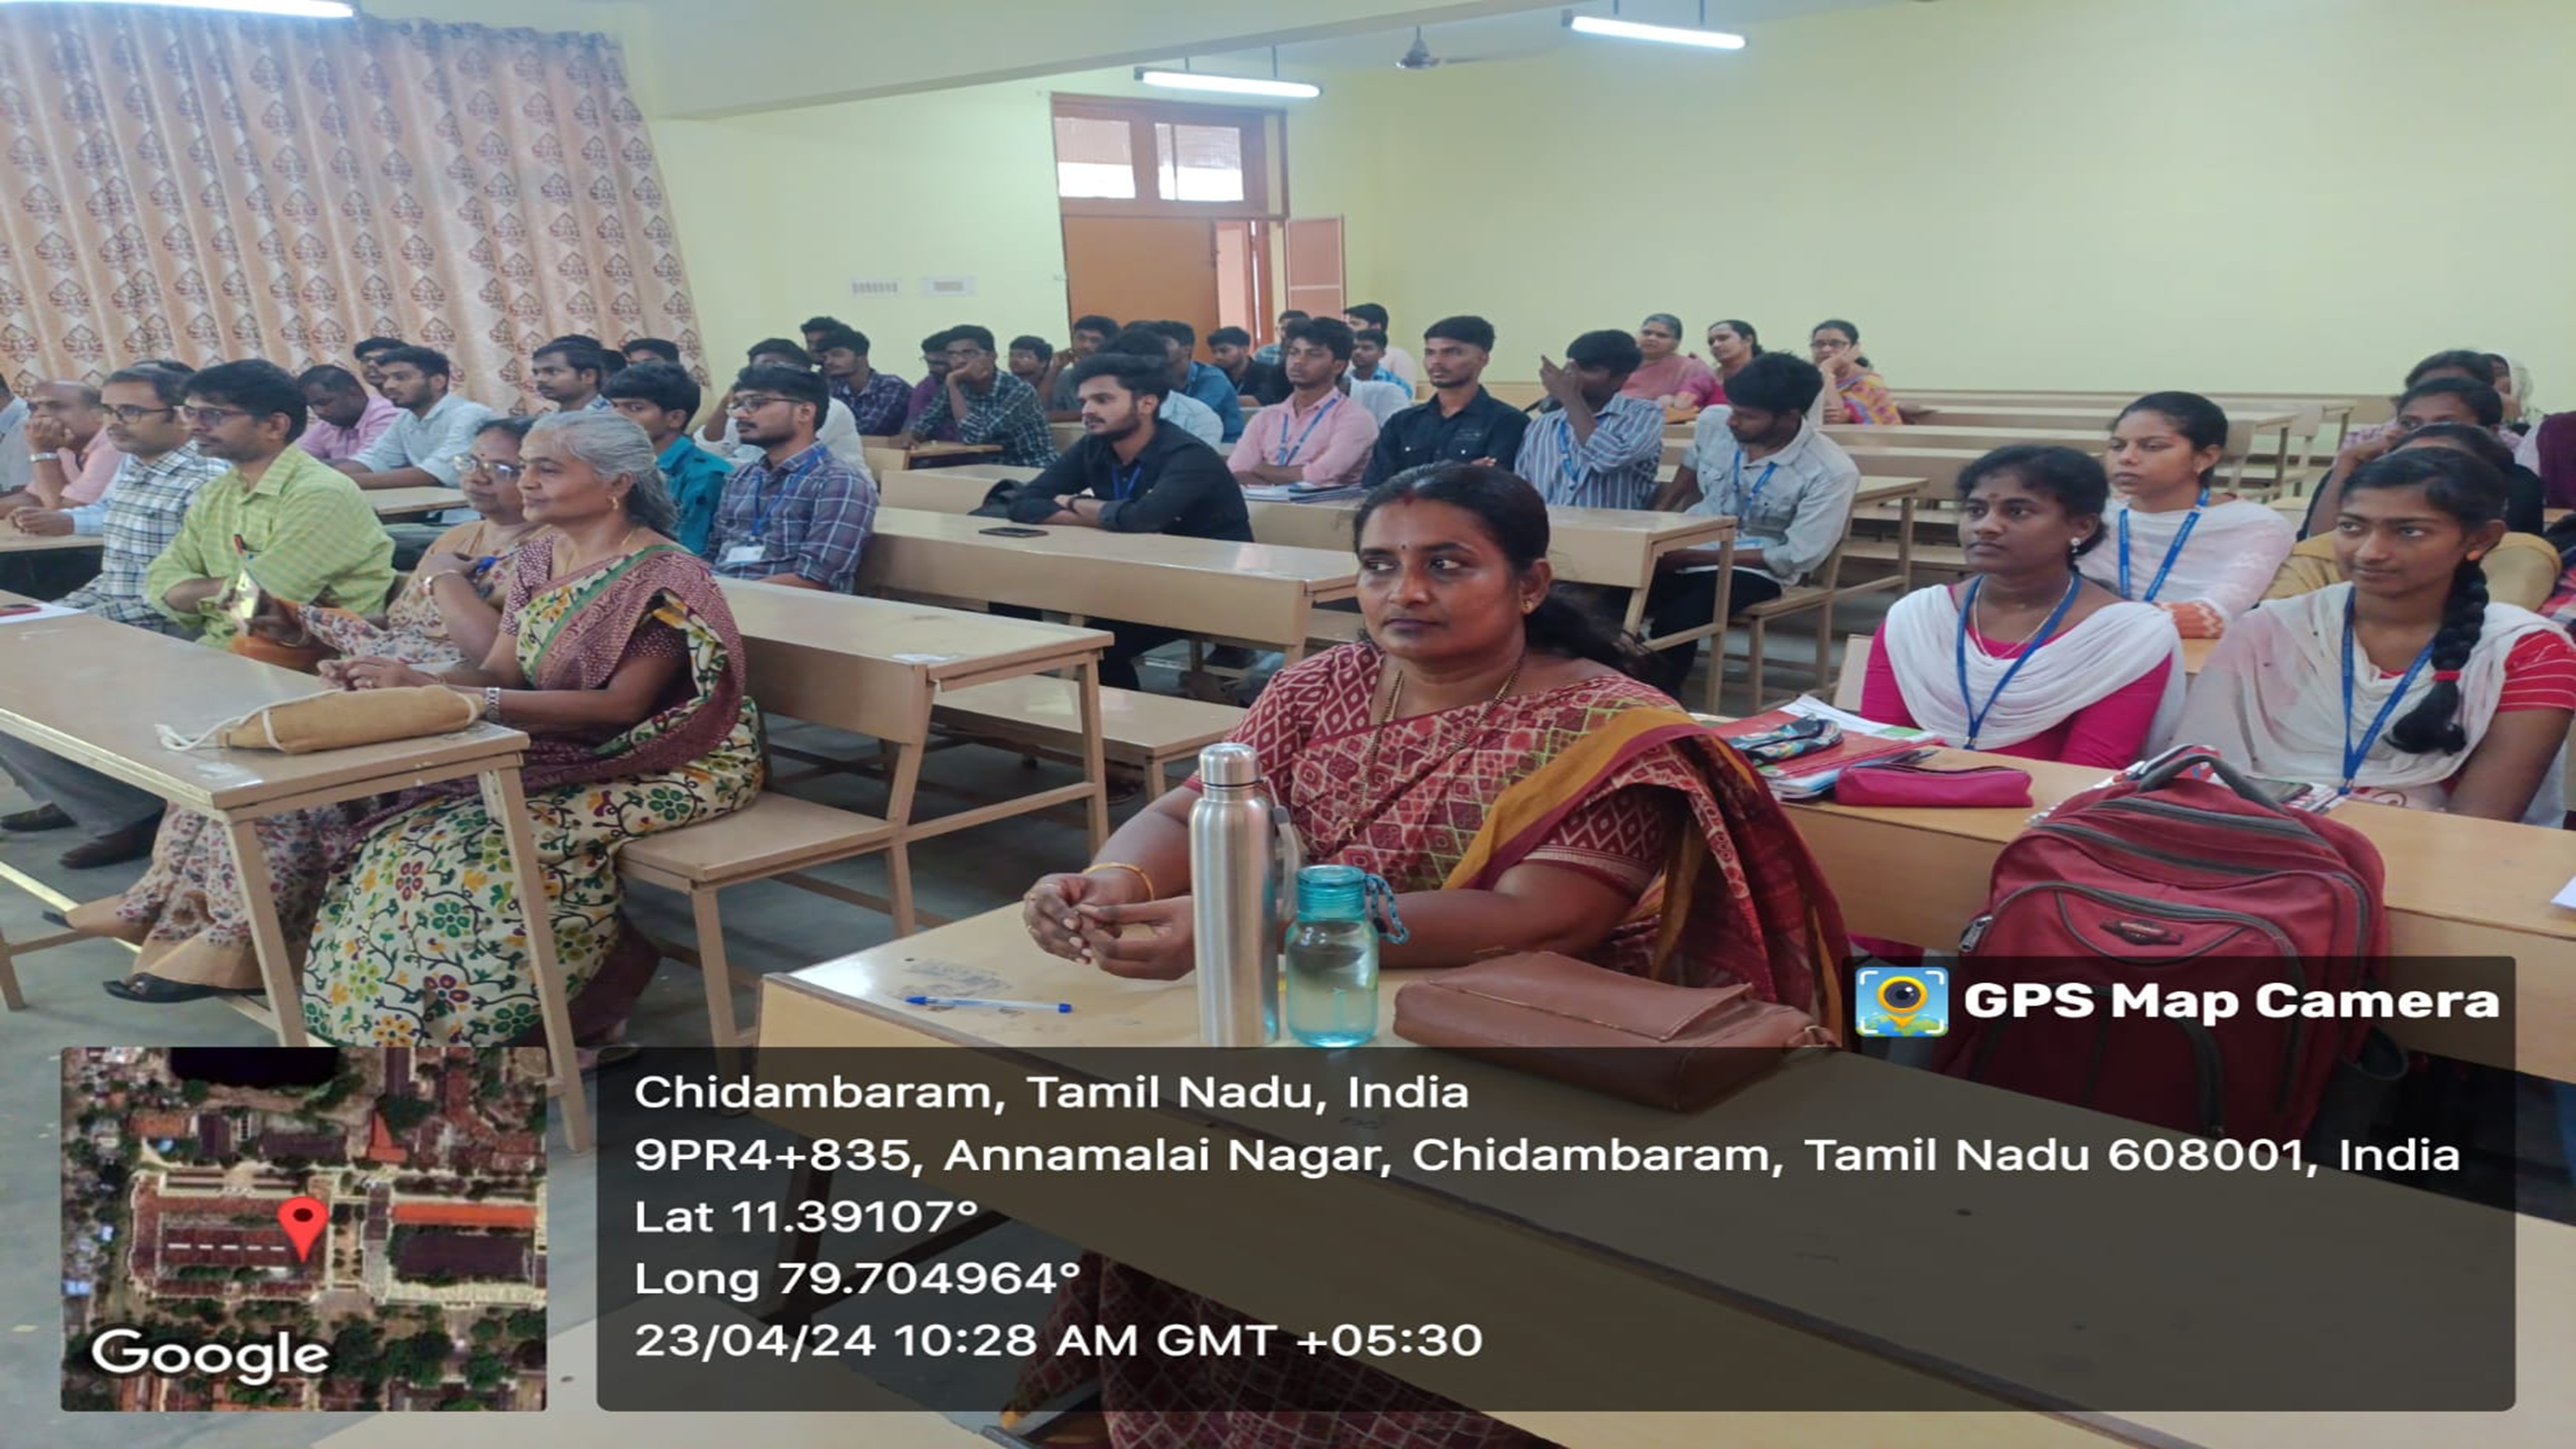 GPS Map Camera
Chidambaram, Tamil Nadu, India
9PR4+835, Annamalai Nagar, Chidambaram, Tamil Nadu 608001, India
Lat 11.39107°
Long 79.704964°
23/04/24 10:28 AM GMT +05:30
Google